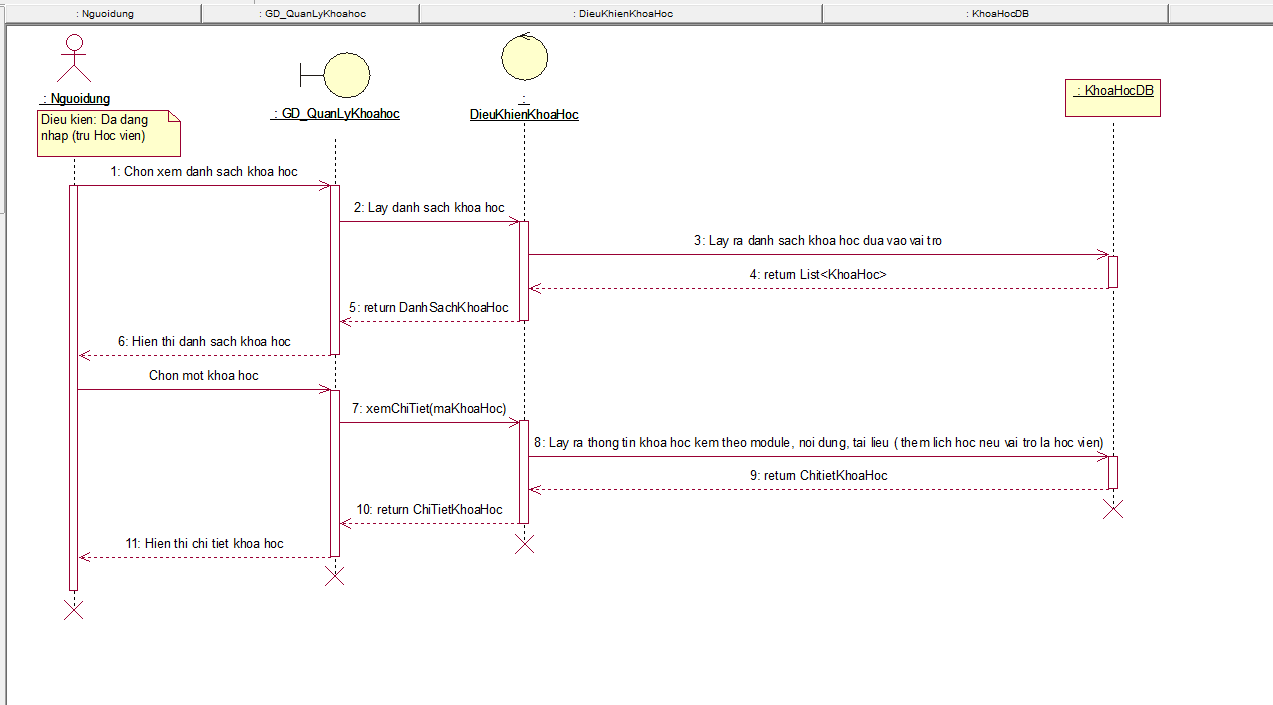 : Nguoidung
: GD_QuanLyKhoahoc
: DieuKhienKhoaHoc
: KhoaHocDB
: Nguoidung
: GD_QuanLyKhoahoc
:
DieuKhienKhoaHoc
: KhoaHocDB
Dieu kien: Da dang
nhap (tru Hoc vien)
1: Chon xem danh sach khoa hoc
2: Lay danh sach khoa hoc
3: Lay ra danh sach khoa hoc dua vao vai tro
4: return List<KhoaHoc>
5: return DanhSachKhoaHoc
6: Hien thi danh sach khoa hoc
Chon mot khoa hoc
7: xemChiTiet(maKhoaHoc)
8: Lay ra thong tin khoa hoc kem theo module, noi dung, tai lieu ( them lich hoc neu vai tro la hoc vien)
9: return ChitietKhoaHoc
10: return ChiTietKhoaHoc
11: Hien thi chi tiet khoa hoc